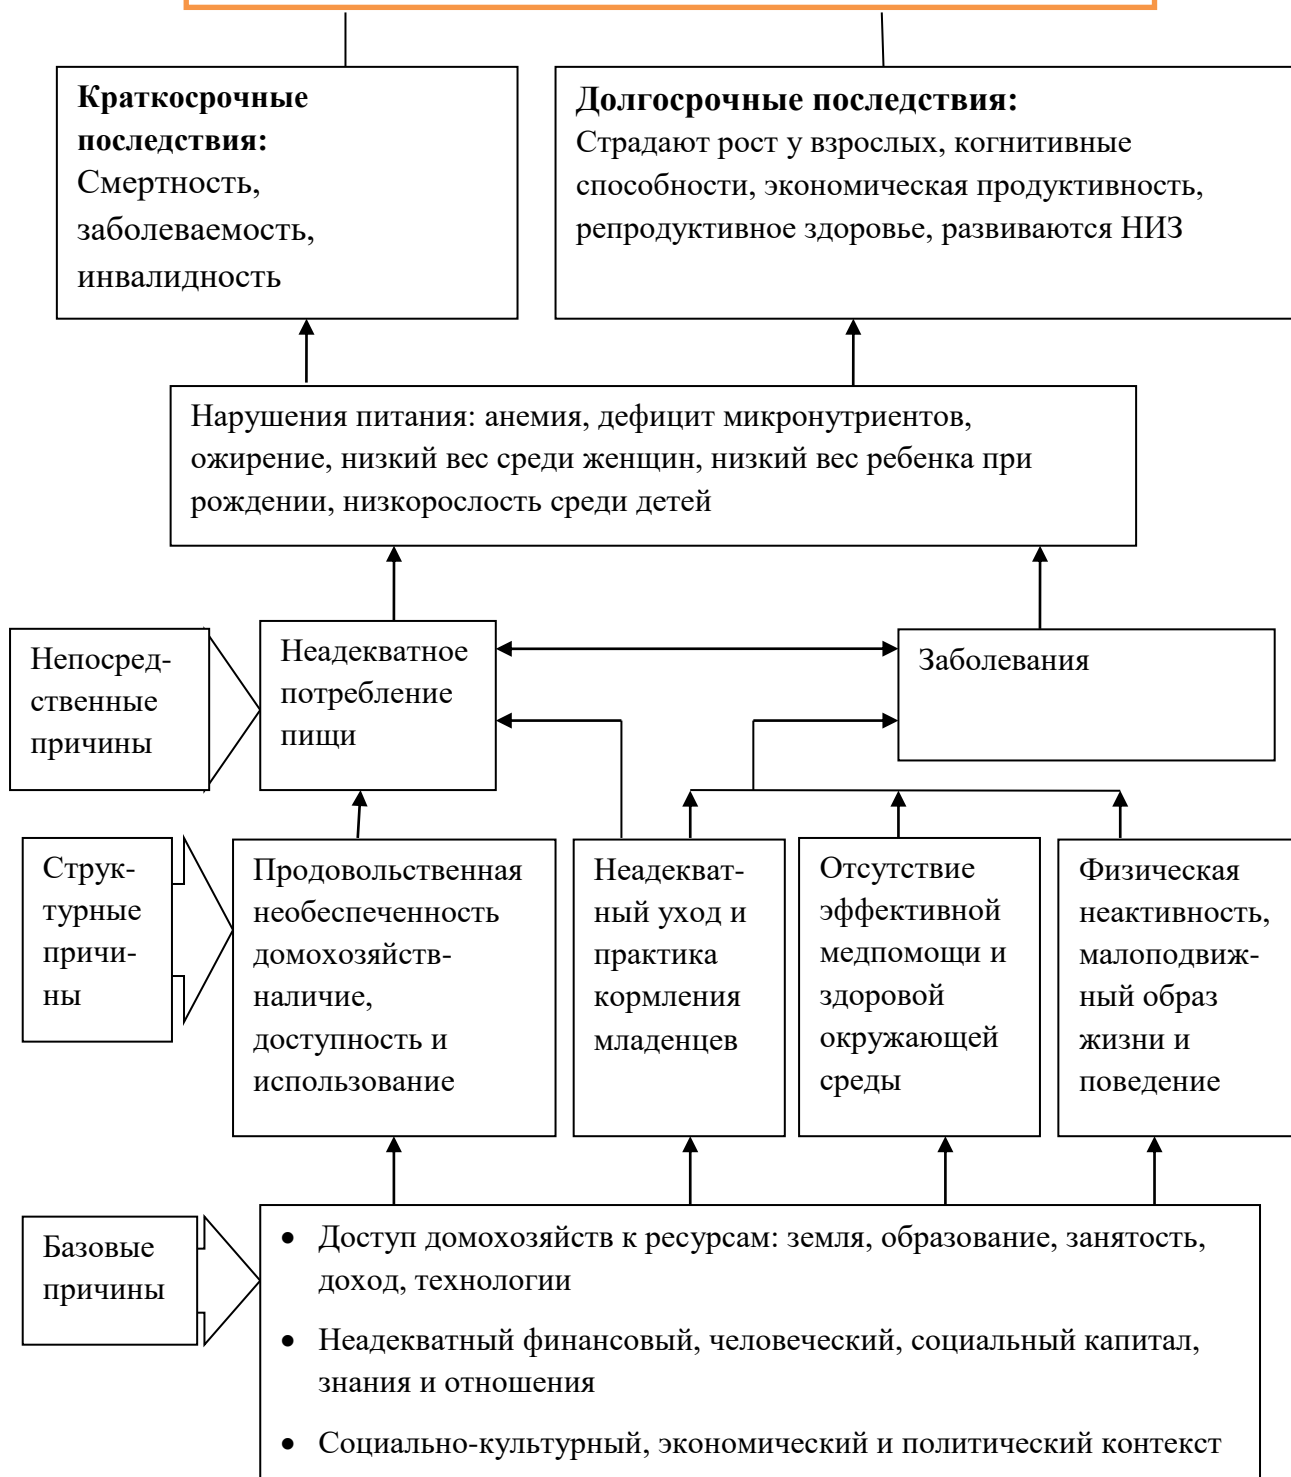 Краткосрочные
последствия:
Смертность,
заболеваемость,
инвалидность
Долгосрочные последствия:
Страдают рост у взрослых, когнитивные
способности, экономическая продуктивность,
репродуктивное здоровье, развиваются НИЗ
Нарушения питания: анемия, дефицит микронутриентов,
ожирение, низкий вес среди женщин, низкий вес ребенка при
рождении, низкорослость среди детей
Непосред-
ственные
причины
Неадекватное
потребление
пищи
Заболевания
Струк-
турные
причи-
ны
Продовольственная
необеспеченность
домохозяйств-
наличие,
доступность и
использование
Неадекват-
ный уход и
практика
кормления
младенцев
Отсутствие
эффективной
медпомощи и
здоровой
окружающей
среды
Физическая
неактивность,
малоподвиж-
ный образ
жизни и
поведение
Базовые
причины
• Доступ домохозяйств к ресурсам: земля, образование, занятость,
доход, технологии
• Неадекватный финансовый, человеческий, социальный капитал,
знания и отношения
• Социально-культурный, экономический и политический контекст